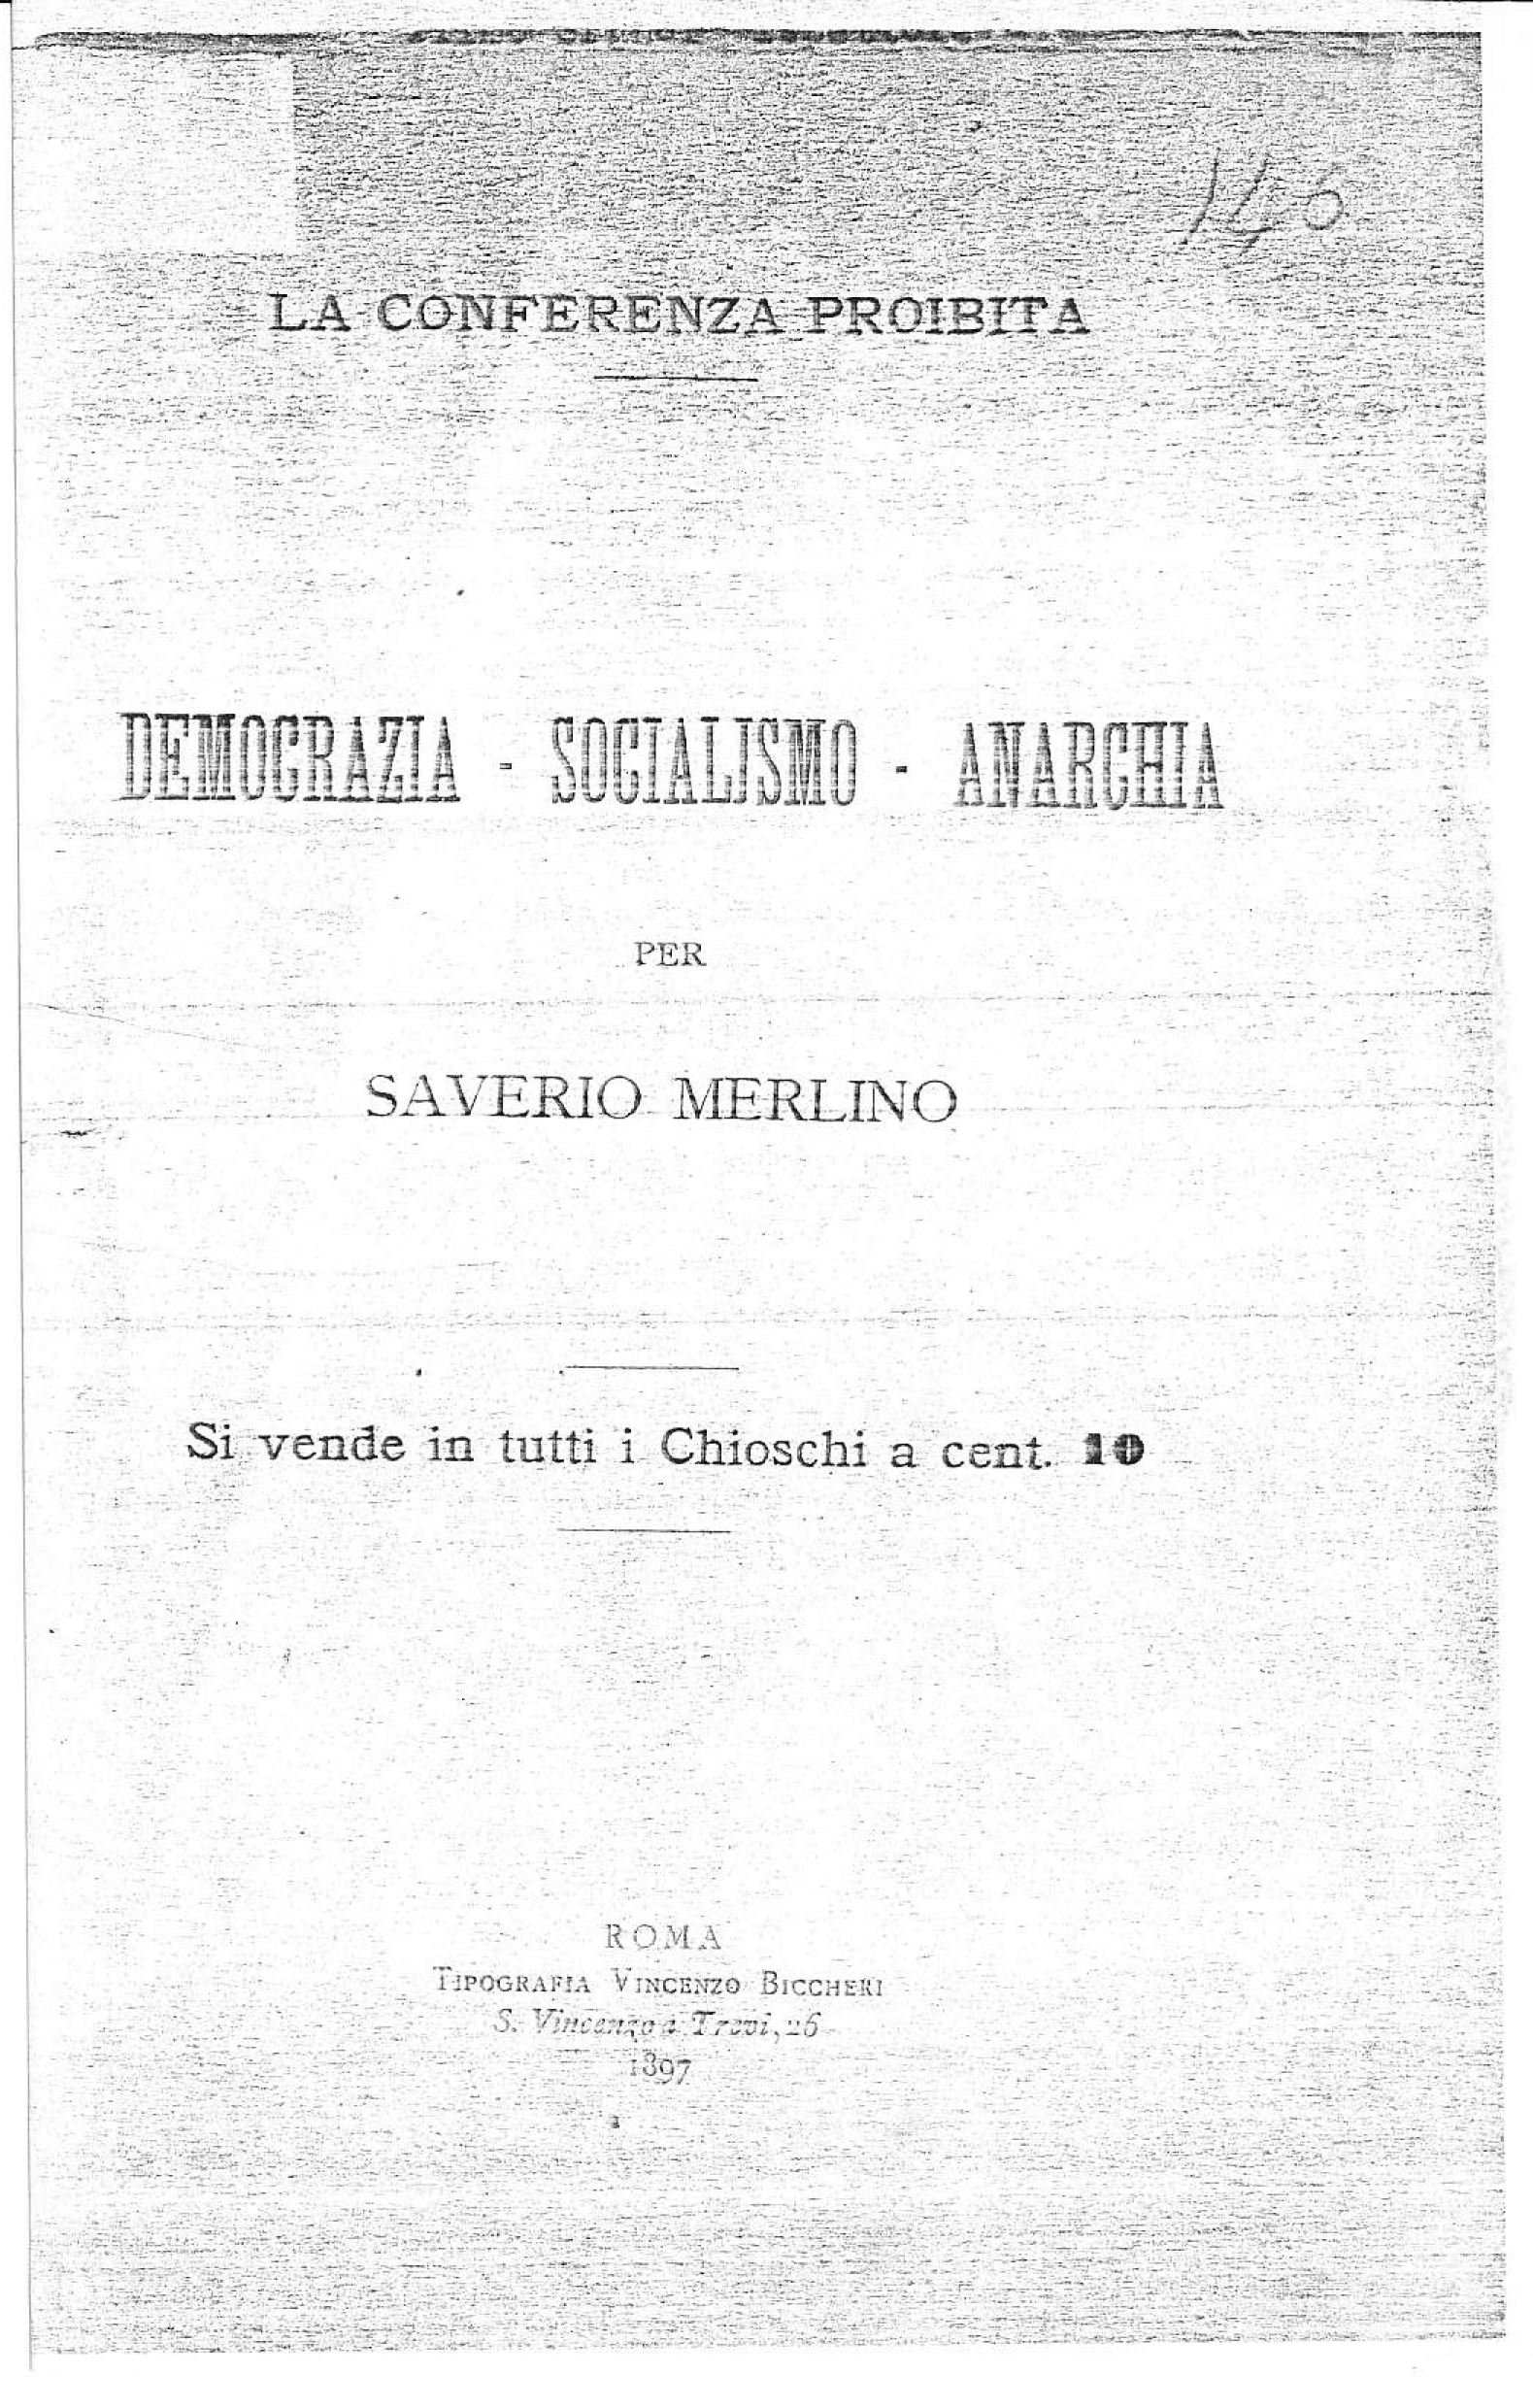 LA CONFERENZA PROIBITA
DEMOCRAZIA - SOCIALISMO - ANARCHIA
PER
SAVERIO MERLINO
Si vende in tutti i Chioschi a cent. 10
ROMA
TIPOGRAFIA VINCENZO BICCHERI
S. Vincenzo a Trevi, 26
1897